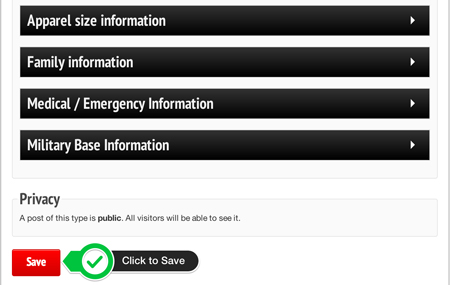 Apparel size information
Family information
Medical / Emergency Information
Military Base Information
Privacy
A post of this type is public. All visitors will be able to see it.
Save Click to Save